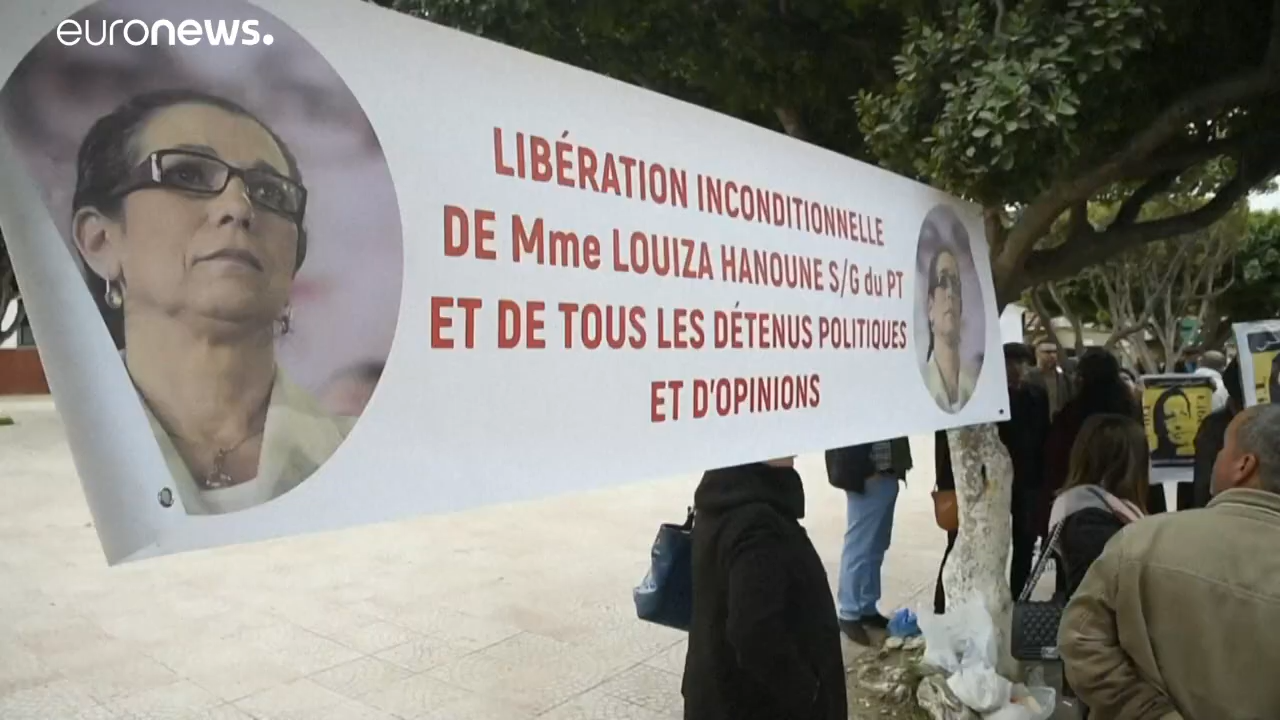 euronews.
LIBÉRATION INCONDITIONNELLE
DE Mme LOUIZA HANOUNE S/G du PT
ET DE TOUS LES DÉTENUS POLITIQUES
ET D'OPINIONS